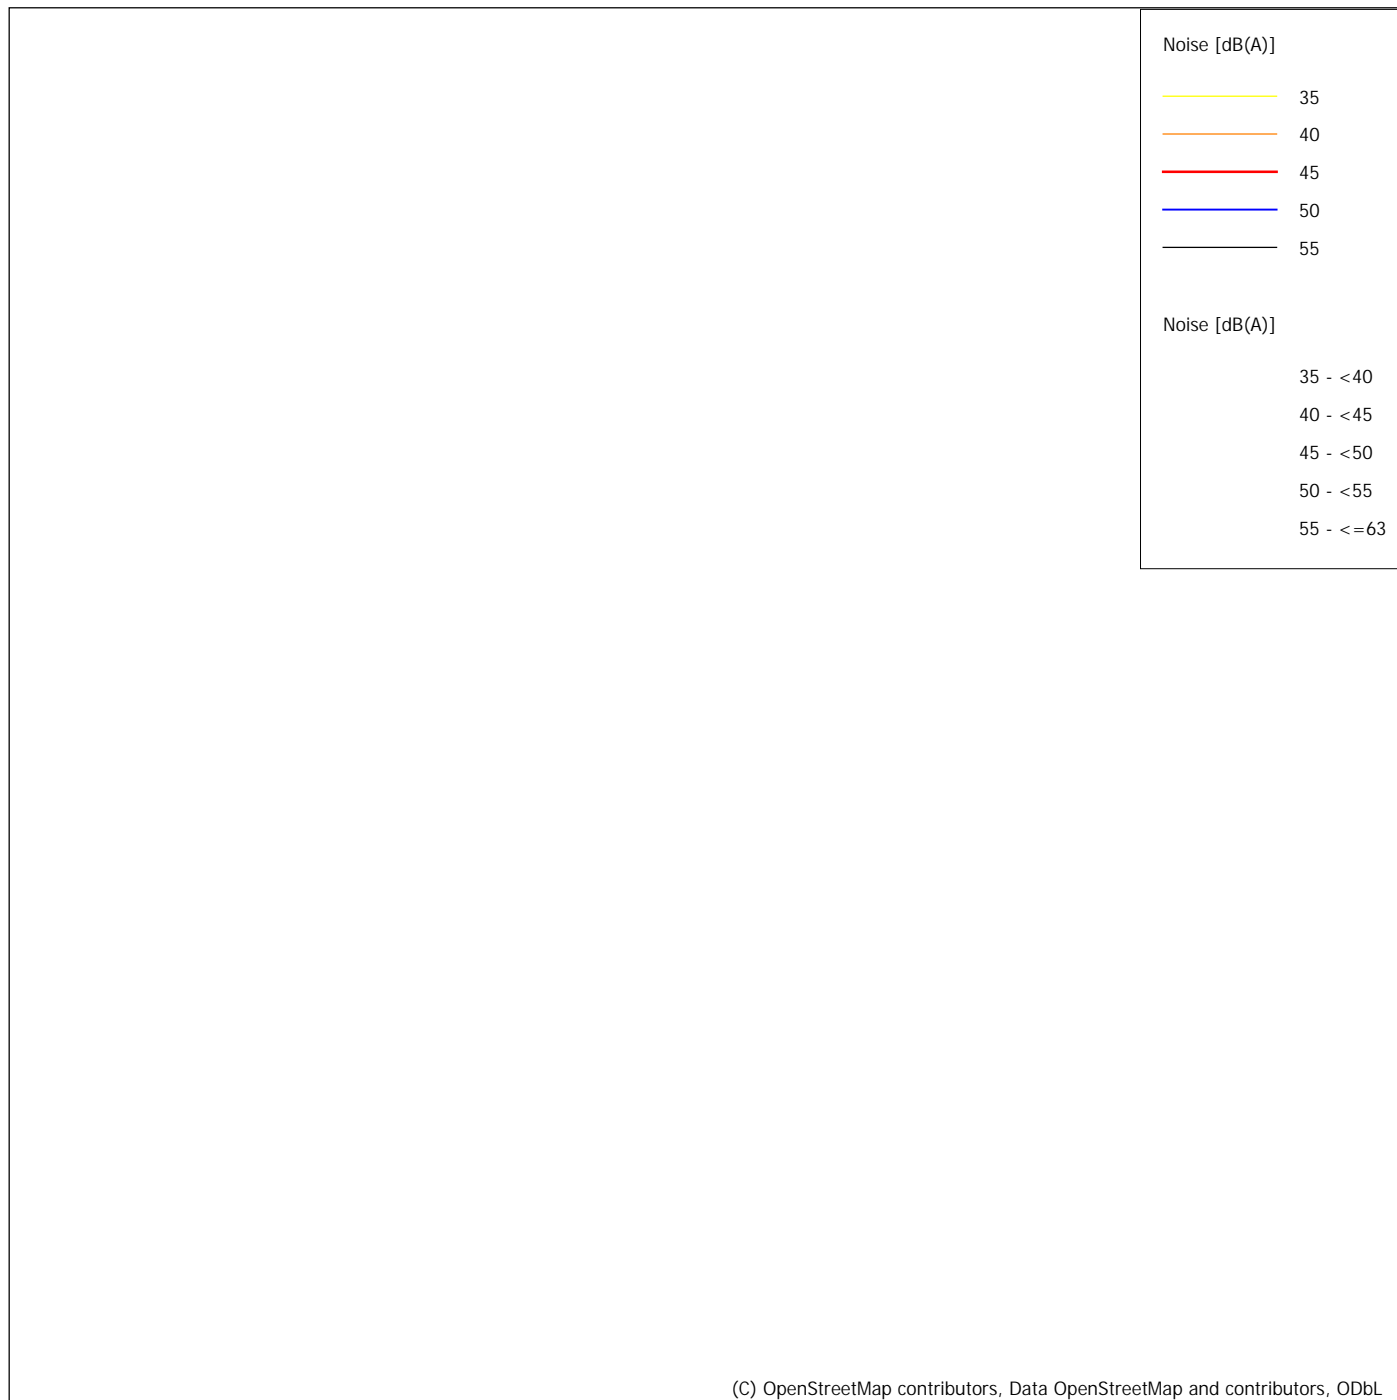 Noise [dB(A)]
35
40
45
50
55
Noise [dB(A)]
35 - <40
40 - <45
45 - <50
50 - <55
55 - <=63
(C) OpenStreetMap contributors, Data OpenStreetMap and contributors, ODbL